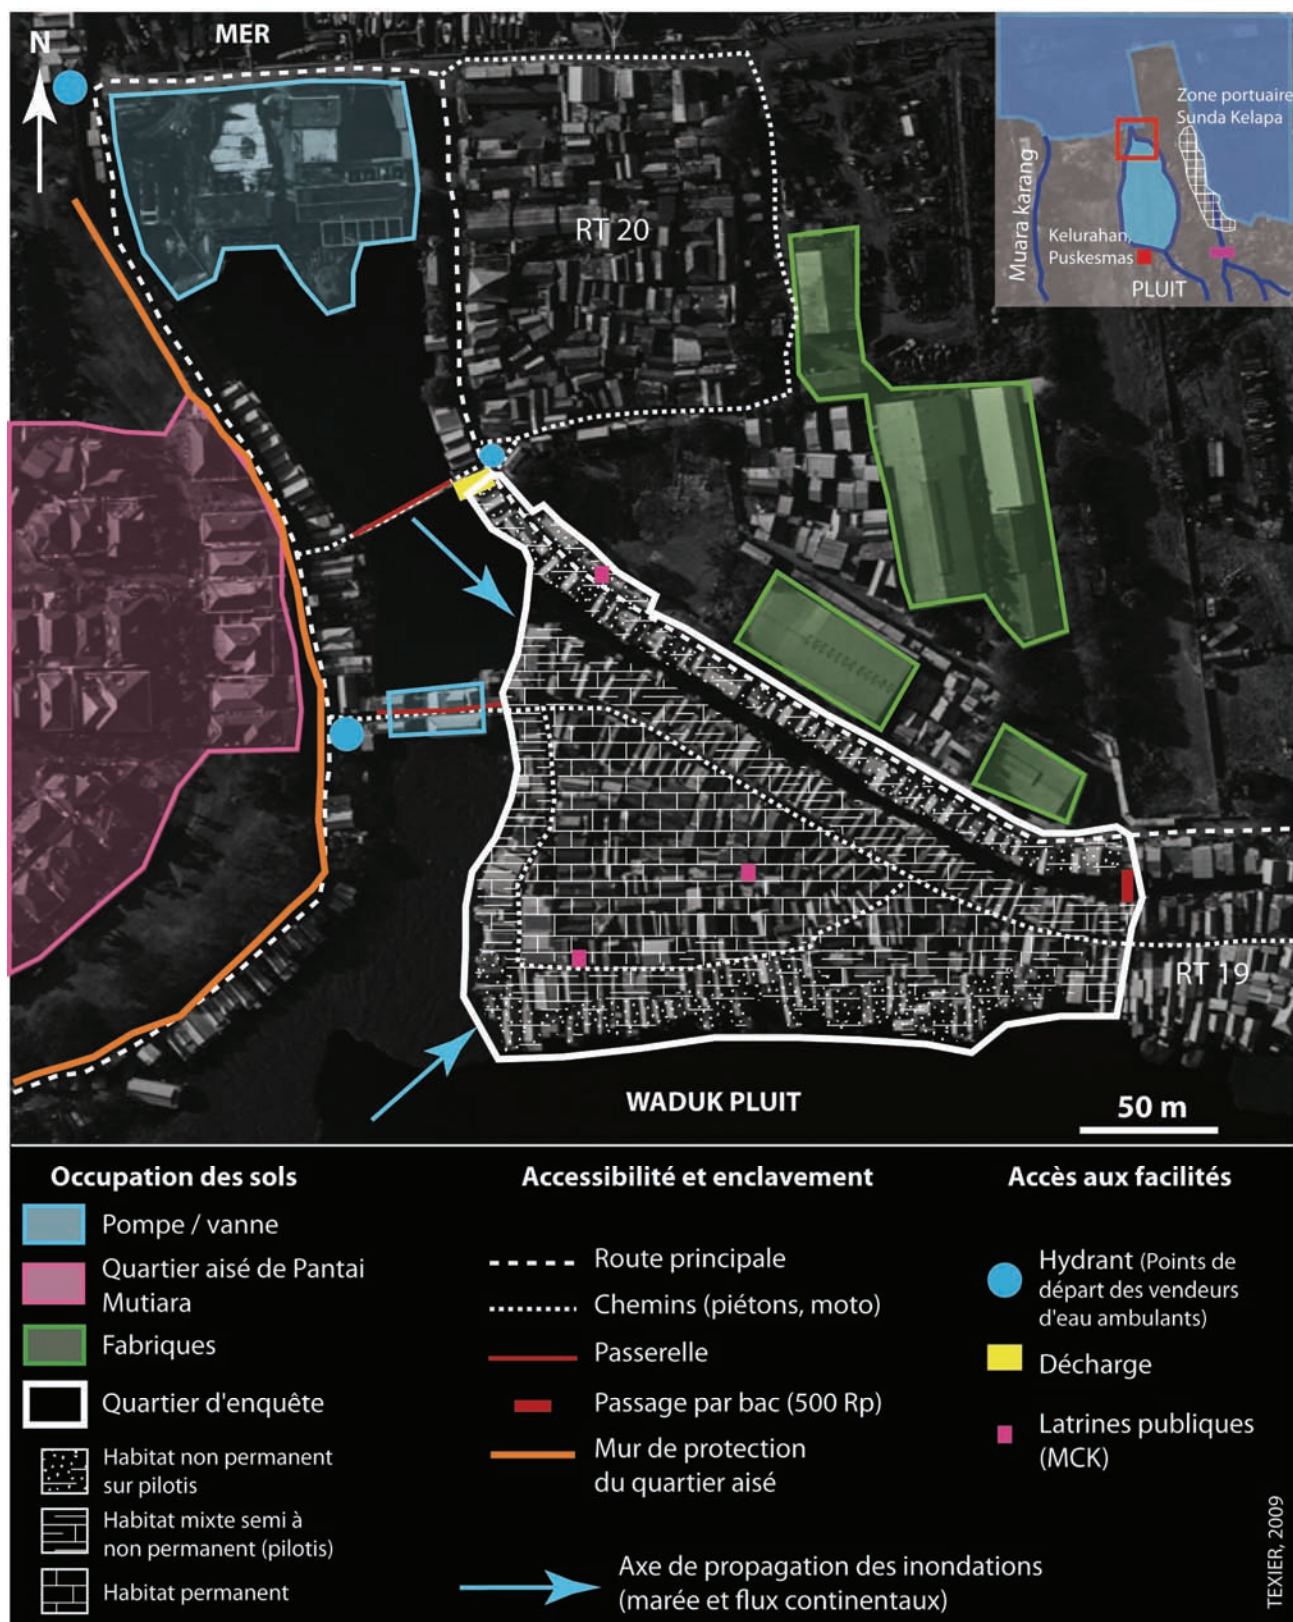 MER
N
Zone portuaire
Sunda Kelapa
Muara karang
Kelurahan,
Puskesmas
PLUIT
RT 20
RT 19
WADUK PLUIT
50 m
Occupation des sols
Pompe / vanne
Quartier aisé de Pantai
Mutiara
Fabriques
Quartier d'enquête
Habitat non permanent
sur pilotis
Habitat mixte semi à
non permanent (pilotis)
Habitat permanent
Accessibilité et enclavement
Route principale
Chemins (piétons, moto)
Passerelle
Passage par bac (500 Rp)
Mur de protection
du quartier aisé
Axe de propagation des inondations
(marée et flux continentaux)
Accès aux facilités
Hydrant (Points de
départ des vendeurs
d'eau ambulants)
Décharge
Latrines publiques
(MCK)
TEXIER, 2009